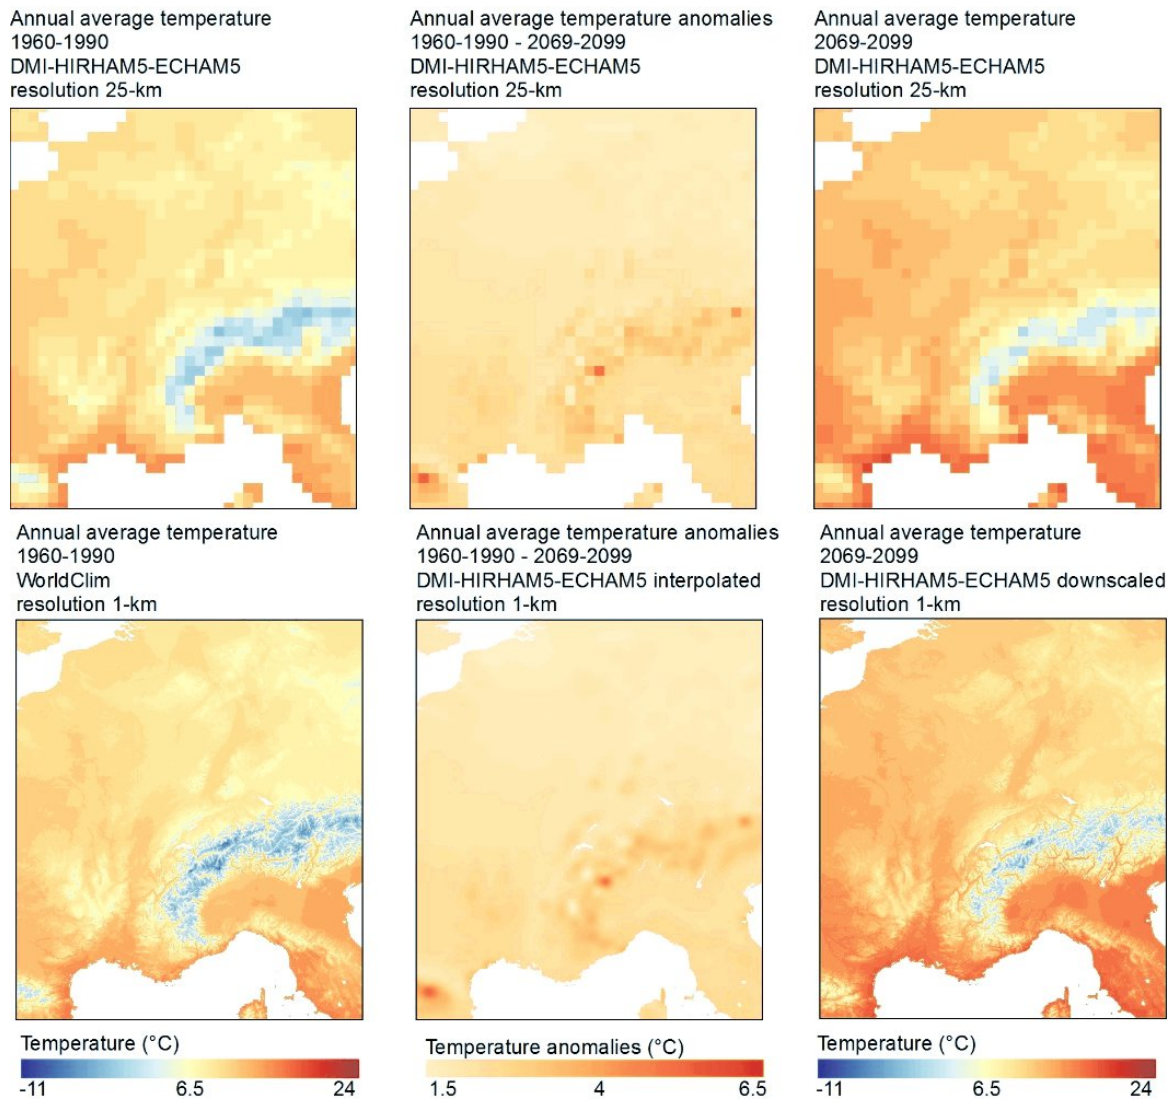 Annual average temperature
1960-1990
DMI-HIRHAM5-ECHAM5
resolution 25-km
Annual average temperature anomalies
1960-1990 - 2069-2099
DMI-HIRHAM5-ECHAM5
resolution 25-km
Annual average temperature
2069-2099
DMI-HIRHAM5-ECHAM5
resolution 25-km
Annual average temperature
1960-1990
WorldClim
resolution 1-km
Annual average temperature anomalies
1960-1990 - 2069-2099
DMI-HIRHAM5-ECHAM5 interpolated
resolution 1-km
Annual average temperature
2069-2099
DMI-HIRHAM5-ECHAM5 downscaled
resolution 1-km
Temperature (°C)
-11 6.5 24
Temperature anomalies (°C)
1.5 4 6.5
Temperature (°C)
-11 6.5 24